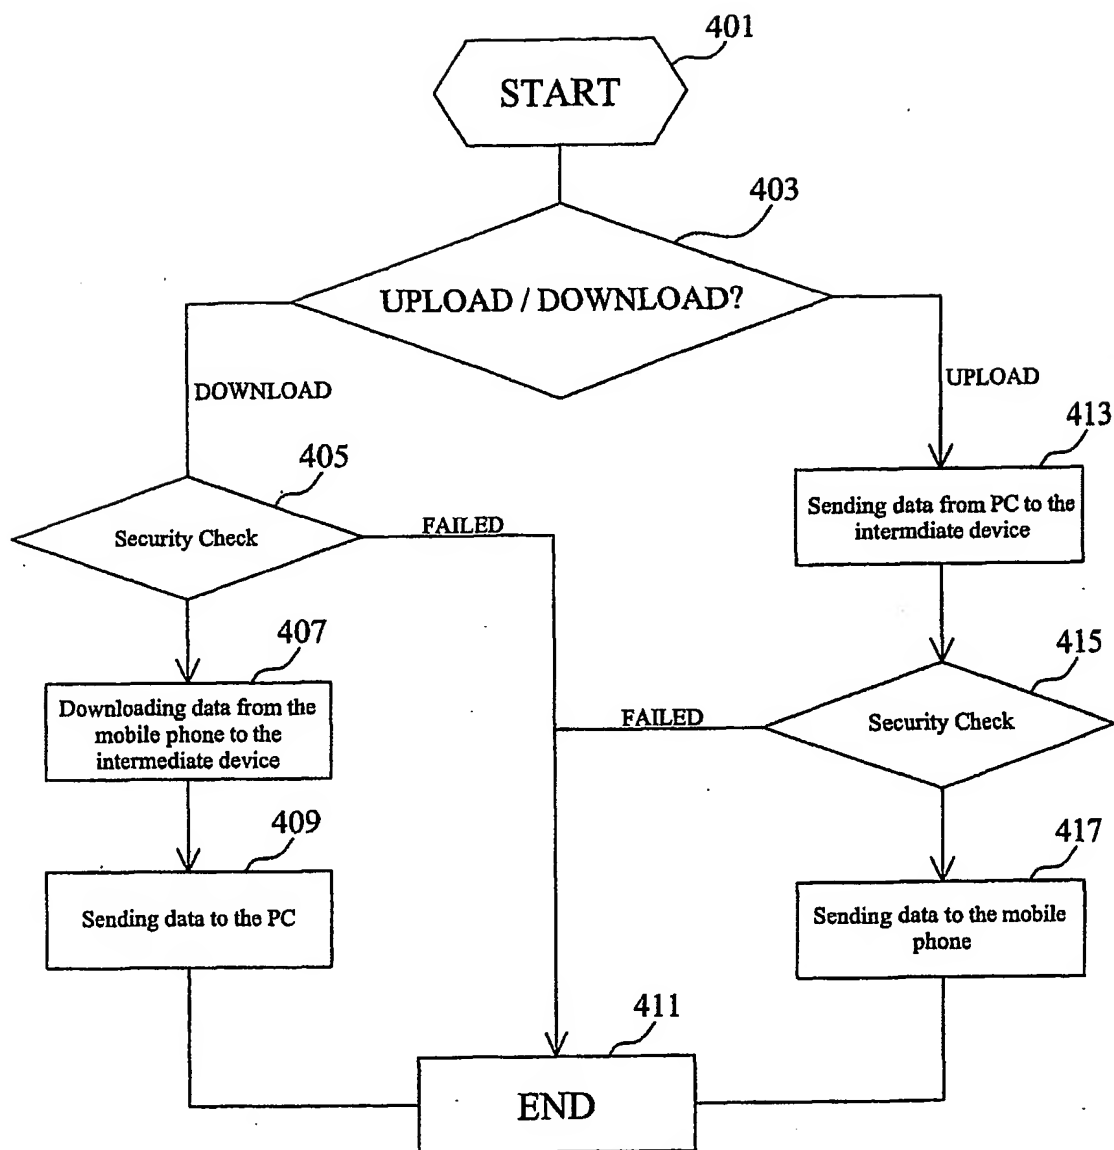 401
START
403
UPLOAD / DOWNLOAD?
DOWNLOAD
UPLOAD
413
405
Sending data from PC to the
intermdiate device
FAILED
Security Check
407
415
Downloading data from the
mobile phone to the
intermediate device
FAILED
Security Check
409
417
Sending data to the PC
Sending data to the mobile
phone
411
END